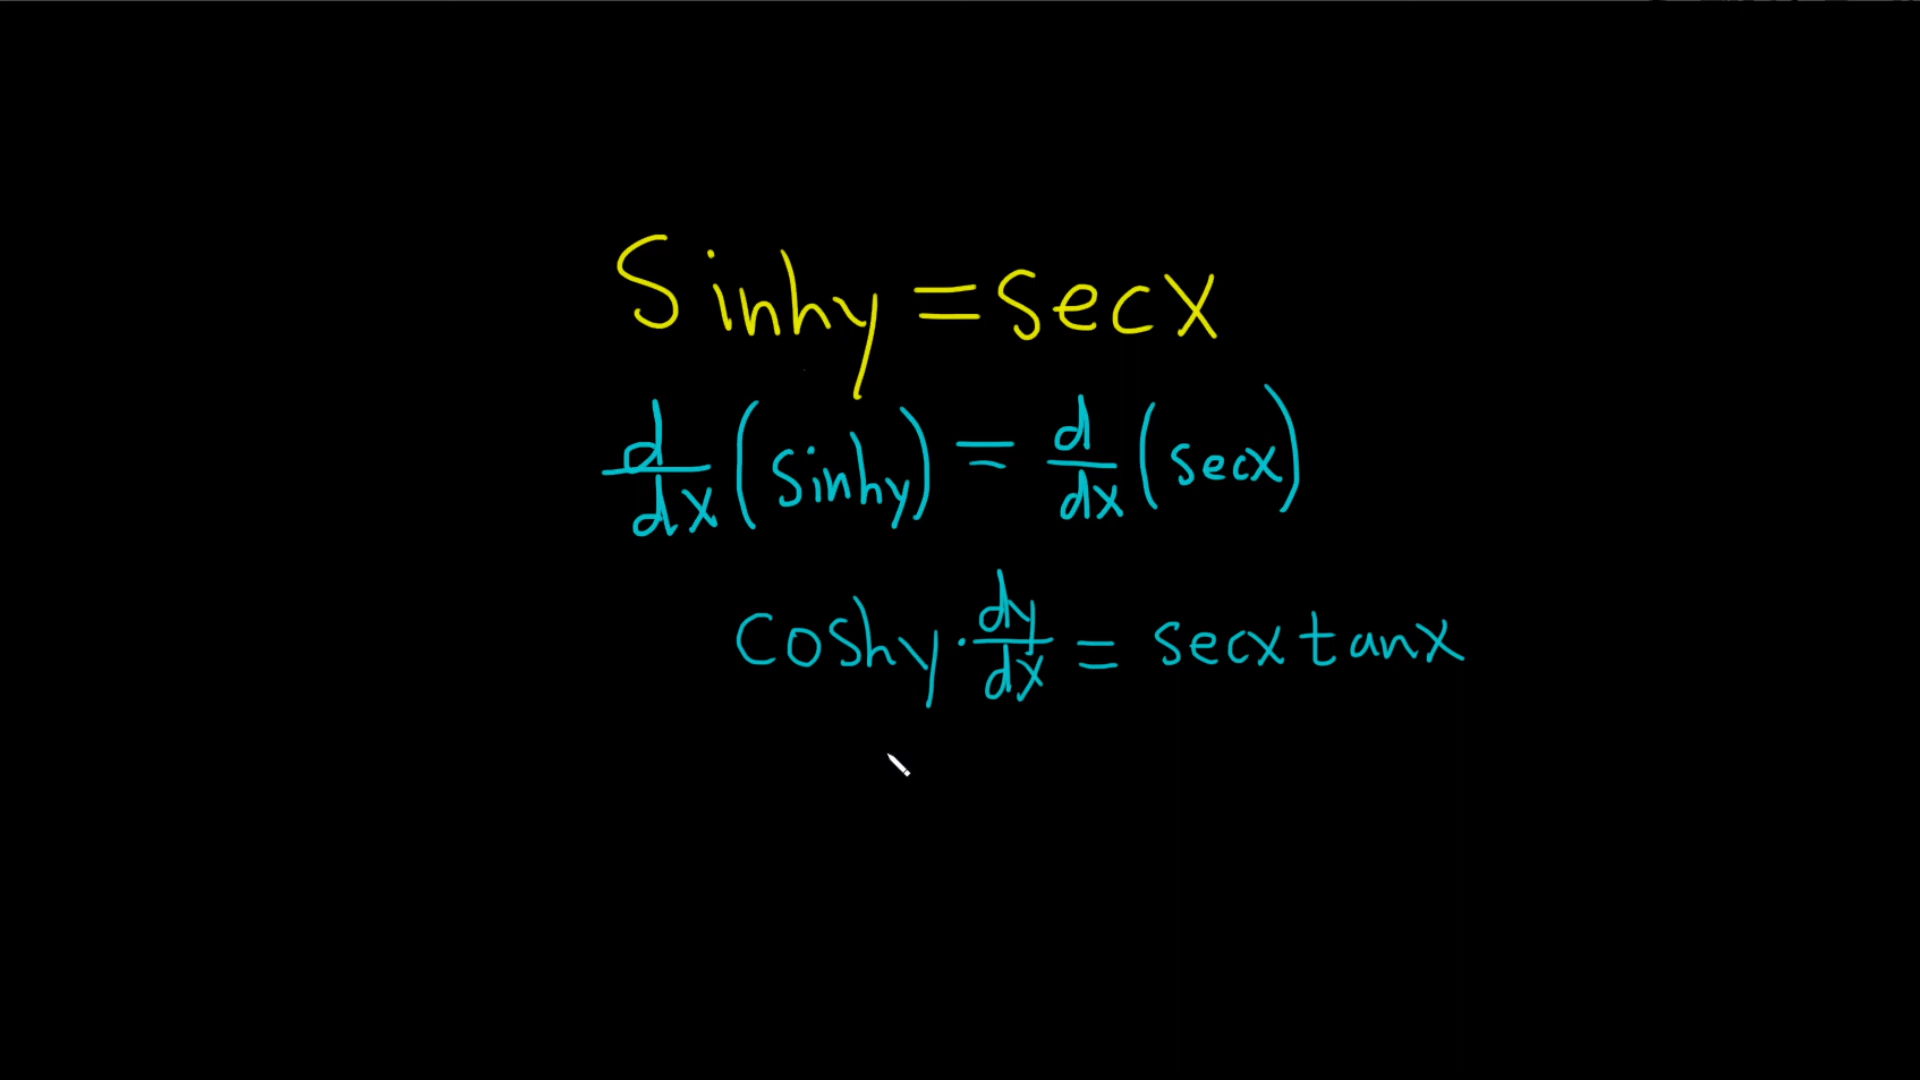 Sinhy = secx
d/dx (sinhy) = d/dx (secx)
coshy · dy/dx = secx tanx